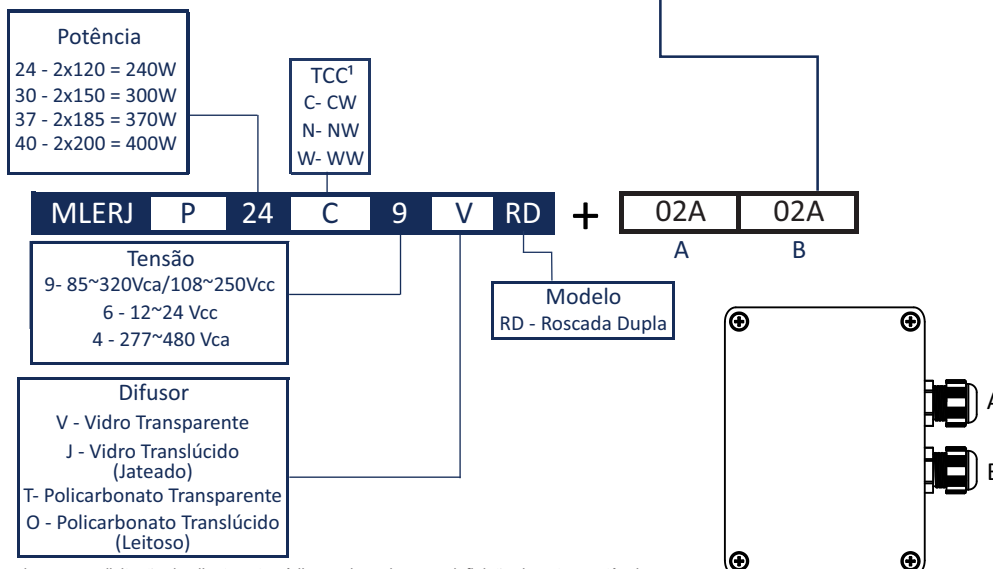 Potência
24 - 2x120 = 240W
30 - 2x150 = 300W
37 - 2x185 = 370W
40 - 2x200 = 400W
TCC¹
C- CW
N- NW
W- WW
MLERJ P 24 C 9 V RD + 02A 02A
A B
Tensão
9- 85~320Vca/108~250Vcc
6 - 12~24 Vcc
4 - 277~480 Vca
Modelo
RD - Roscada Dupla
Difusor
V - Vidro Transparente
J - Vidro Translúcido
(Jateado)
T- Policarbonato Transparente
O - Policarbonato Translúcido
(Leitoso)
A
B